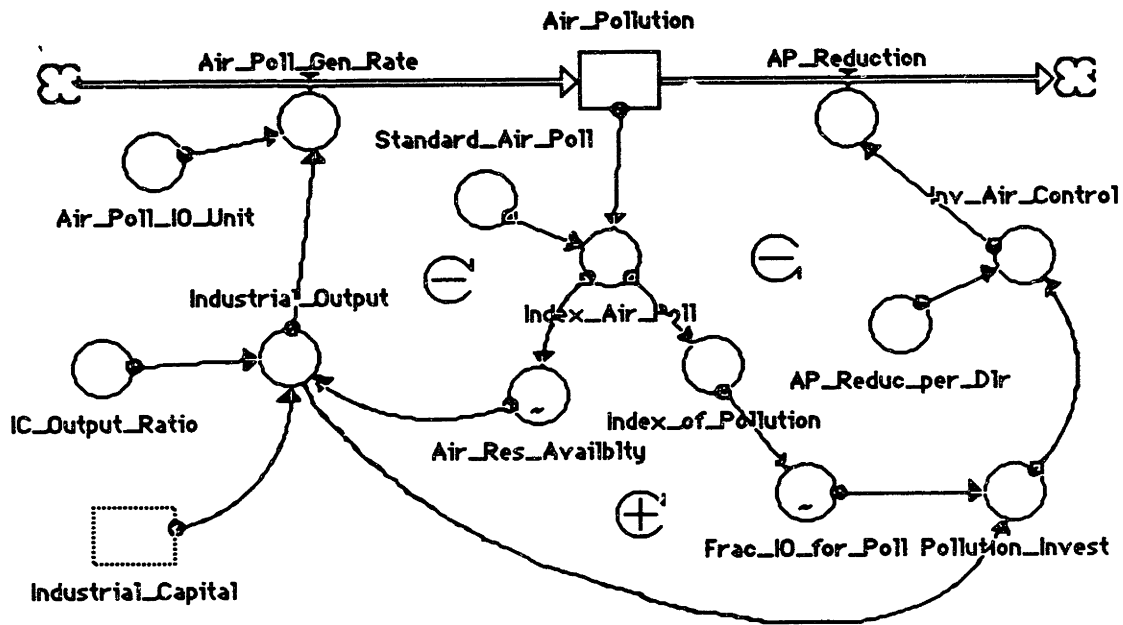 Air_Pollution
Air_Poll_Gen_Rate
AP_Reduction
Standard_Air_Poll
Inv_Air_Control
Air_Poll_IO_Unit
Industrial_Output
Index_Air_Poll
AP_Reduc_per_Dlr
IC_Output_Ratio
Index_of_Pollution
Air_Res_Availblty
Frac_IO_for_Poll Pollution_Invest
Industrial_Capital